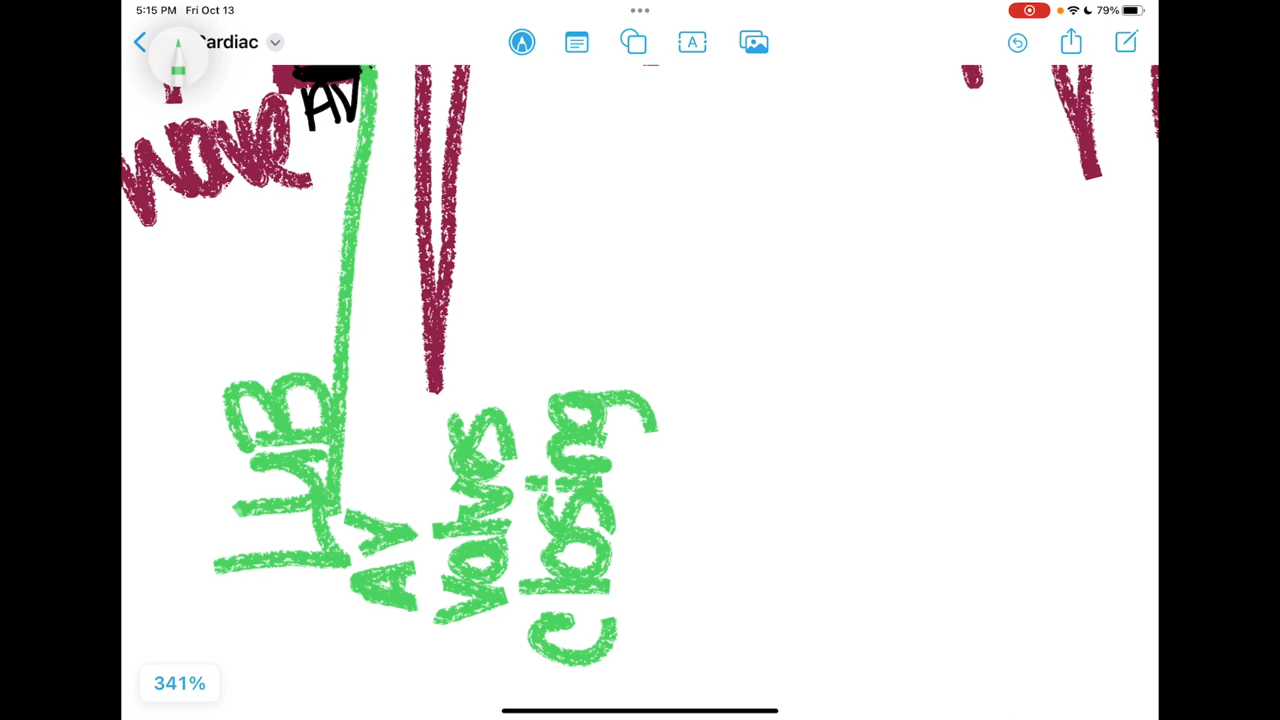 5:15 PM Fri Oct 13
79%
Cardiac
A
wave
AV
LUB
AV
valves
closing
341%